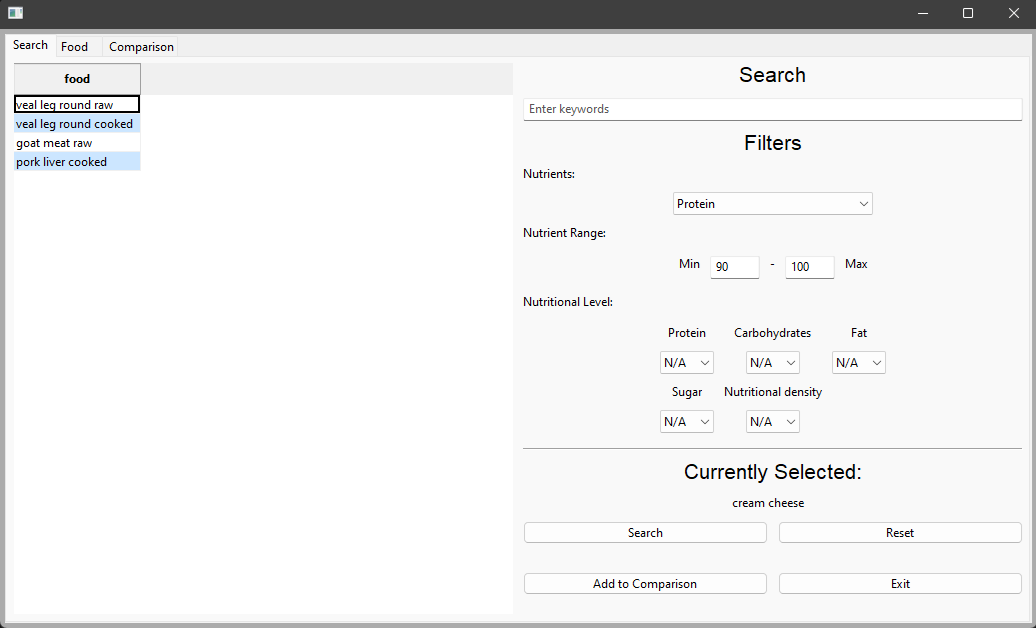 Search Food Comparison
food
veal leg round raw
veal leg round cooked
goat meat raw
pork liver cooked
Search
Enter keywords
Filters
Nutrients:
Protein
Nutrient Range:
Min 90 - 100 Max
Nutritional Level:
Protein Carbohydrates Fat
N/A N/A N/A
Sugar Nutritional density
N/A N/A
Currently Selected:
cream cheese
Search Reset
Add to Comparison Exit